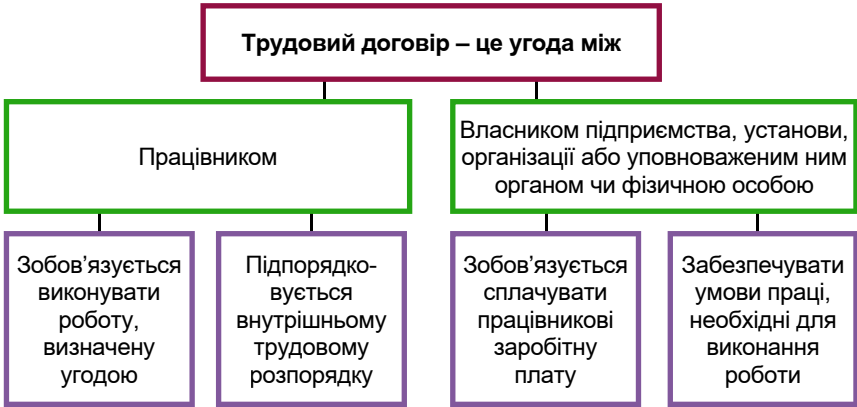 Трудовий договір – це угода між
Працівником
Власником підприємства, установи,
організації або уповноваженим ним
органом чи фізичною особою
Зобов’язується
виконувати
роботу,
визначену
угодою
Підпорядко-
вується
внутрішньому
трудовому
розпорядку
Зобов’язується
сплачувати
працівникові
заробітну
плату
Забезпечувати
умови праці,
необхідні для
виконання
роботи